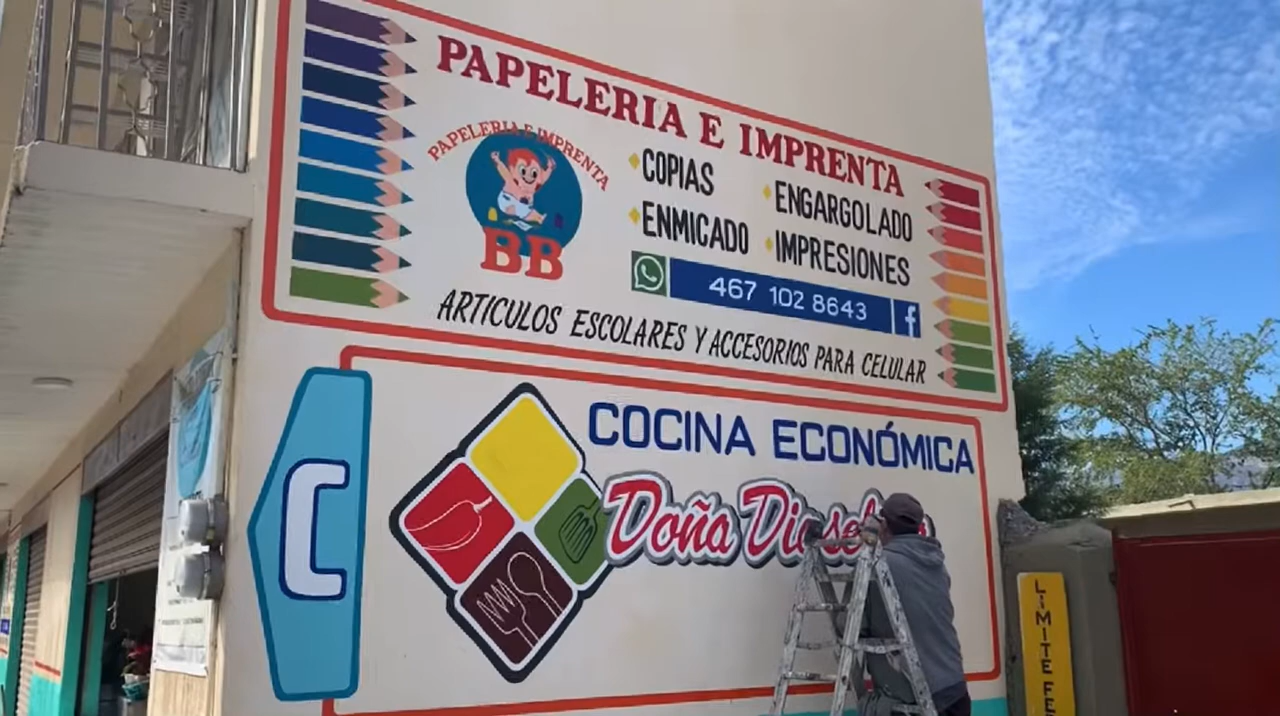 PAPELERIA E IMPRENTA
PAPELERIA E IMPRENTA
BB
COPIAS
ENMICADO
ENGARGOLADO
IMPRESIONES
467 102 8643
f
ARTICULOS ESCOLARES Y ACCESORIOS PARA CELULAR
C
COCINA ECONÓMICA
Doña
LIMITE